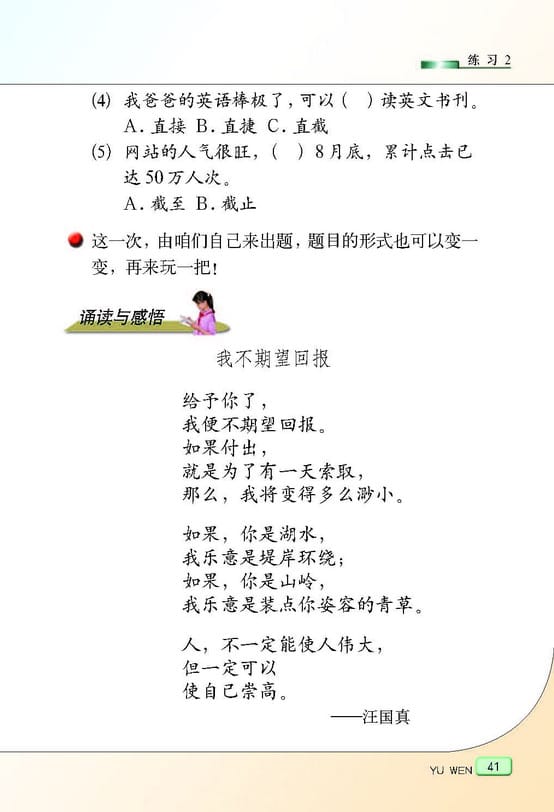 练习2
(4) 我爸爸的英语棒极了,可以( )读英文书刊。
A.直接 B.直捷 C.直截
(5) 网站的人气很旺,( )8月底,累计点击已
达50万人次。
A.截至 B.截止
这一次,由咱们自己来出题,题目的形式也可以变一
变,再来玩一把!
诵读与感悟
我不期望回报
给予你了,
我便不期望回报。
如果付出,
就是为了有一天索取,
那么,我将变得多么渺小。
如果,你是湖水,
我乐意是堤岸环绕;
如果,你是山岭,
我乐意是装点你姿容的青草。
人,不一定能使人伟大,
但一定可以
使自己崇高。
——汪国真
YU WEN 41